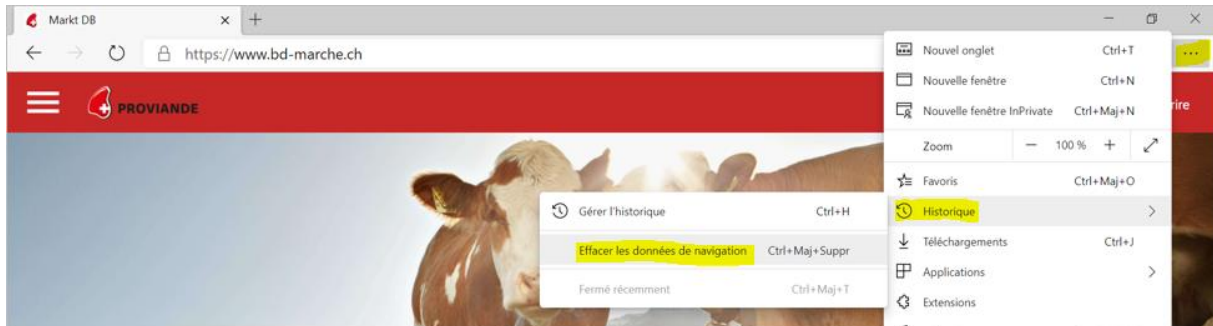 Markt DB
https://www.bd-marche.ch
PROVIANDE
rire
Nouvel onglet Ctrl+T
Nouvelle fenêtre Ctrl+N
Nouvelle fenêtre InPrivate Ctrl+Maj+N
Zoom — 100 % +
Favoris Ctrl+Maj+O
Historique
Téléchargements Ctrl+J
Applications
Extensions
Gérer l'historique Ctrl+H
Effacer les données de navigation Ctrl+Maj+Suppr
Fermé récemment Ctrl+Maj+T